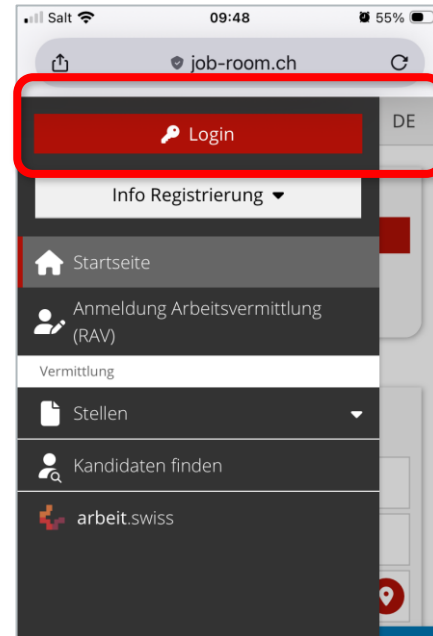 Salt 09:48 55%
job-room.ch
Login
DE
Info Registrierung
Startseite
Anmeldung Arbeitsvermittlung
(RAV)
Vermittlung
Stellen
Kandidaten finden
arbeit.swiss